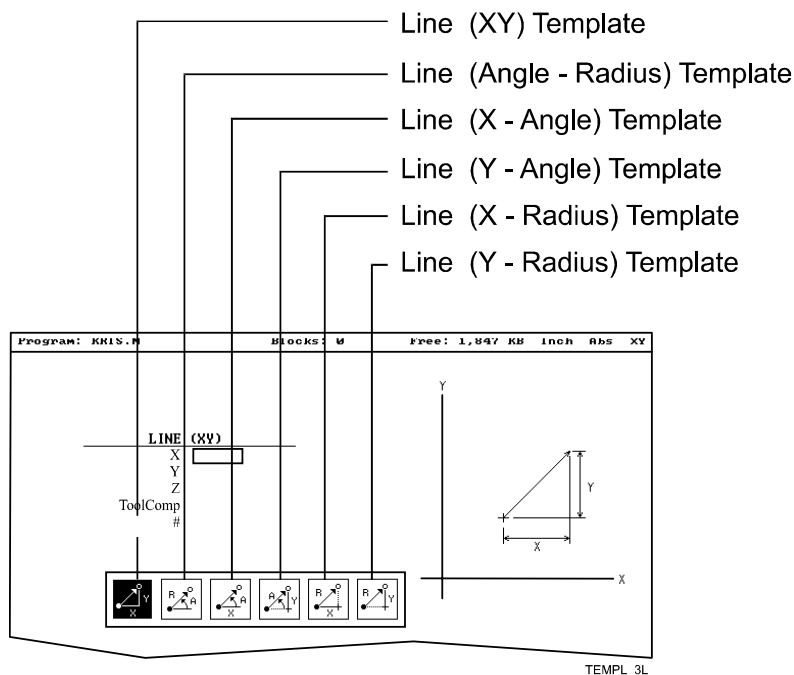 Line (XY) Template
Line (Angle - Radius) Template
Line (X - Angle) Template
Line (Y - Angle) Template
Line (X - Radius) Template
Line (Y - Radius) Template
Program: KRIS.M Blocks: 0 Free: 1,847 KB Inch Abs XY
LINE (XY)
X
Y
Z
ToolComp
#
Y
Y
X
X
Y
X
R A
A
X
A Y
R
X
R Y
TEMPL 3L